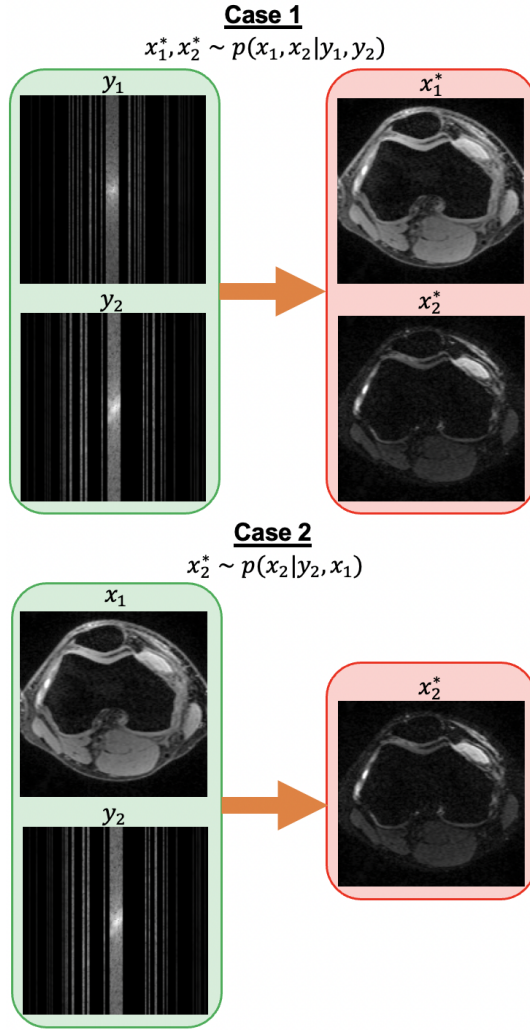 Case 1
x₁*, x₂* ~ p(x₁, x₂|y₁, y₂)
y₁
x₁*
y₂
x₂*
Case 2
x₂* ~ p(x₂|y₂, x₁)
x₁
x₂*
y₂